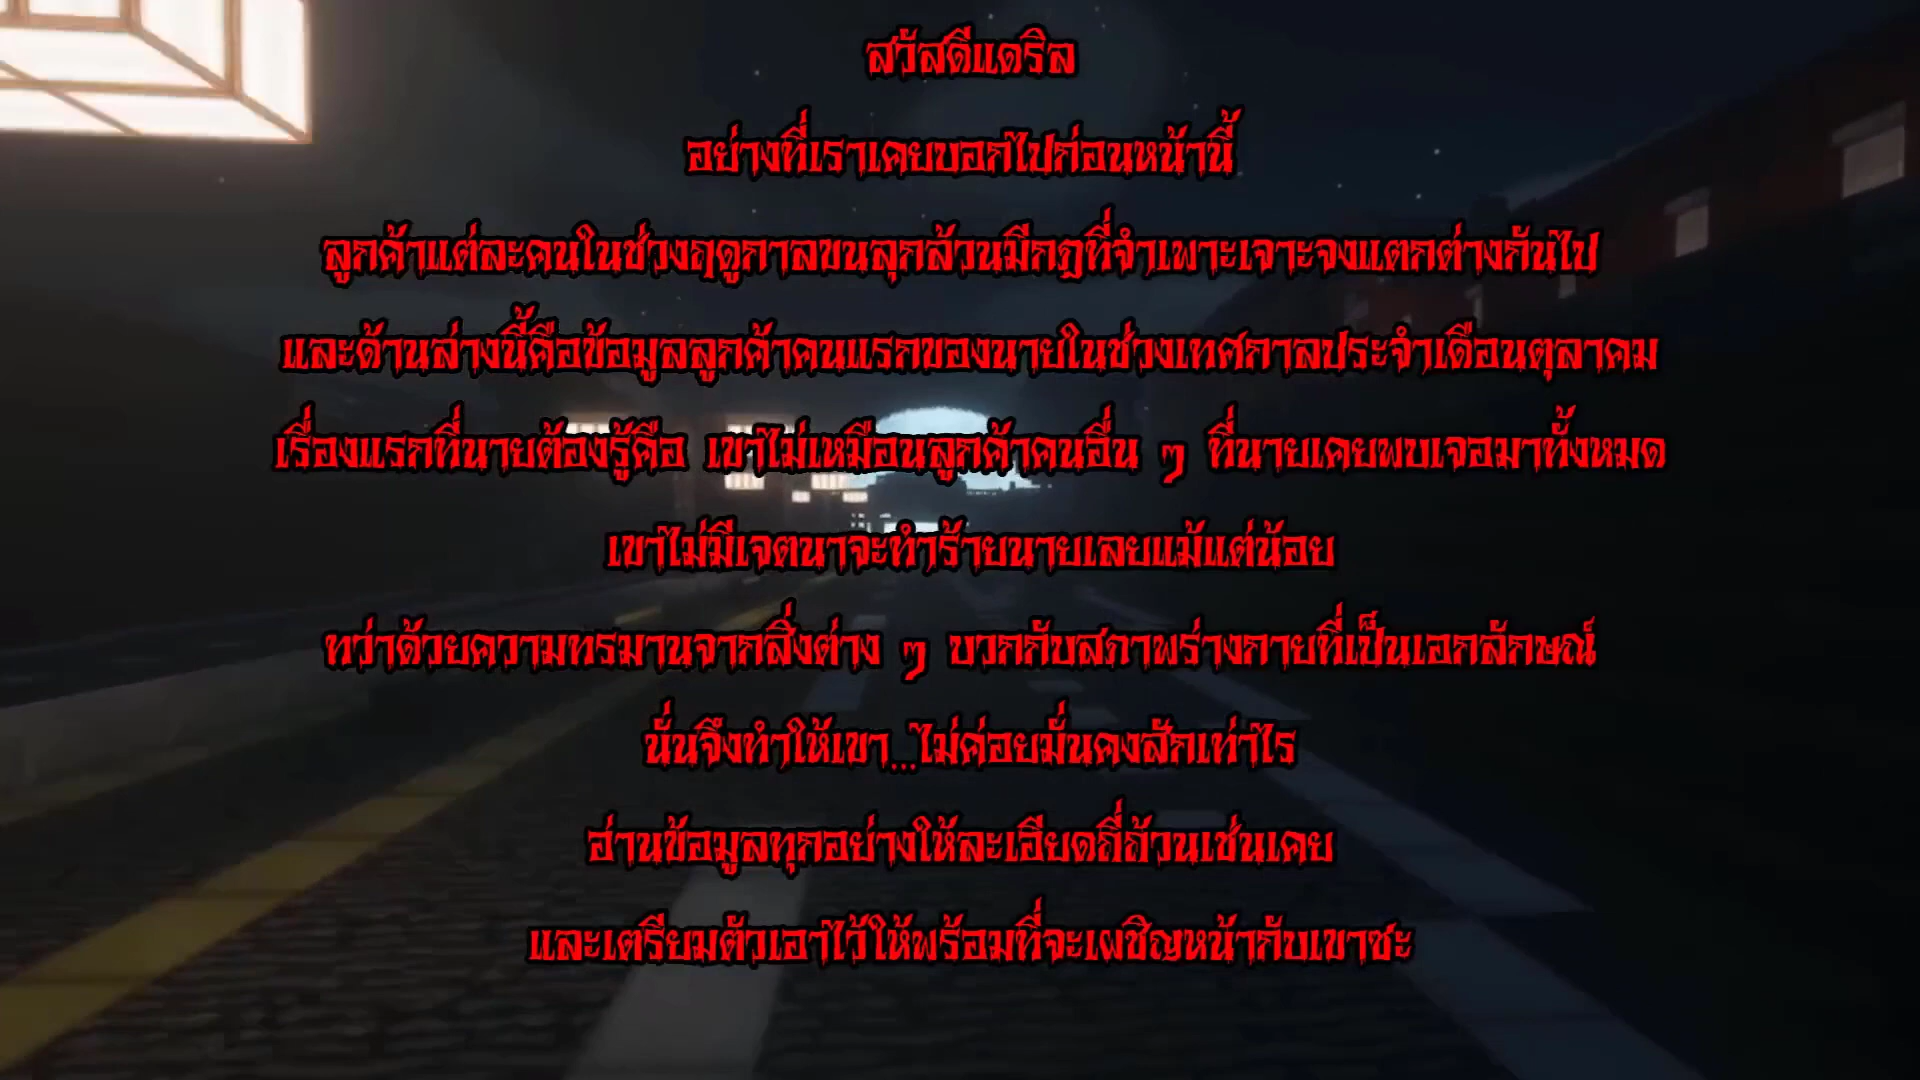 สวัสดีแดริล
อย่างที่เราเคยบอกไปก่อนหน้านี้
ลูกค้าแต่ละคนในช่วงฤดูกาลขนลุกล้วนมีกฎที่จำเพาะเจาะจงแตกต่างกันไป
และด้านล่างนี้คือข้อมูลลูกค้าคนแรกของนายในช่วงเทศกาลประจำเดือนตุลาคม
เรื่องแรกที่นายต้องรู้คือ เขาไม่เหมือนลูกค้าคนอื่น ๆ ที่นายเคยพบเจอมาทั้งหมด
เขาไม่มีเจตนาจะทำร้ายนายเลยแม้แต่น้อย
ทว่าด้วยความทรมานจากสิ่งต่าง ๆ บวกกับสภาพร่างกายที่เป็นเอกลักษณ์
นั่นจึงทำให้เขา...ไม่ค่อยมั่นคงสักเท่าไร
อ่านข้อมูลทุกอย่างให้ละเอียดถี่ถ้วนเช่นเคย
และเตรียมตัวเอาไว้ให้พร้อมที่จะเผชิญหน้ากับเขาซะ